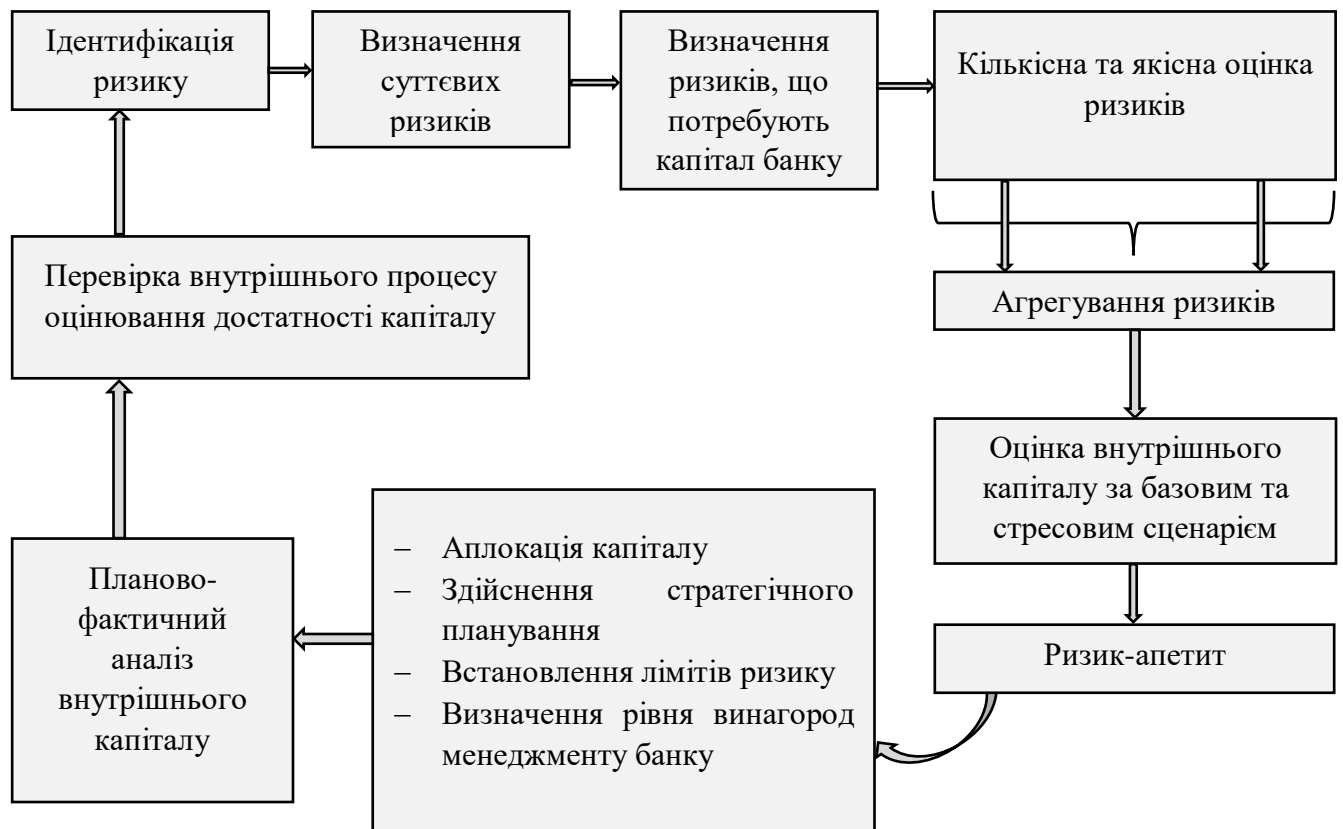 Ідентифікація
ризику
Визначення
суттєвих
ризиків
Визначення
ризиків, що
потребують
капітал банку
Кількісна та якісна оцінка
ризиків
Агрегування ризиків
Оцінка внутрішнього
капіталу за базовим та
стресовим сценарієм
Ризик-апетит
– Аплокація капіталу
– Здійснення стратегічного
планування
– Встановлення лімітів ризику
– Визначення рівня винагород
менеджменту банку
Планово-
фактичний
аналіз
внутрішнього
капіталу
Перевірка внутрішнього процесу
оцінювання достатності капіталу